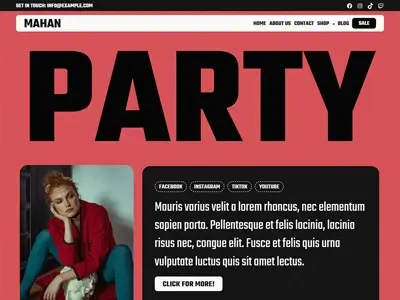 GET IN TOUCH: INFO@EXAMPLE.COM
MAHAN
HOME ABOUT US CONTACT SHOP BLOG SALE
PARTY
FACEBOOK INSTAGRAM TIKTOK YOUTUBE
Mauris varius velit a lorem rhoncus, nec elementum
sapien porta. Pellentesque et felis lacinia, lacinia
risus nec, congue elit. Fusce et felis quis urna
vulputate luctus quis sit amet lectus.
CLICK FOR MORE!